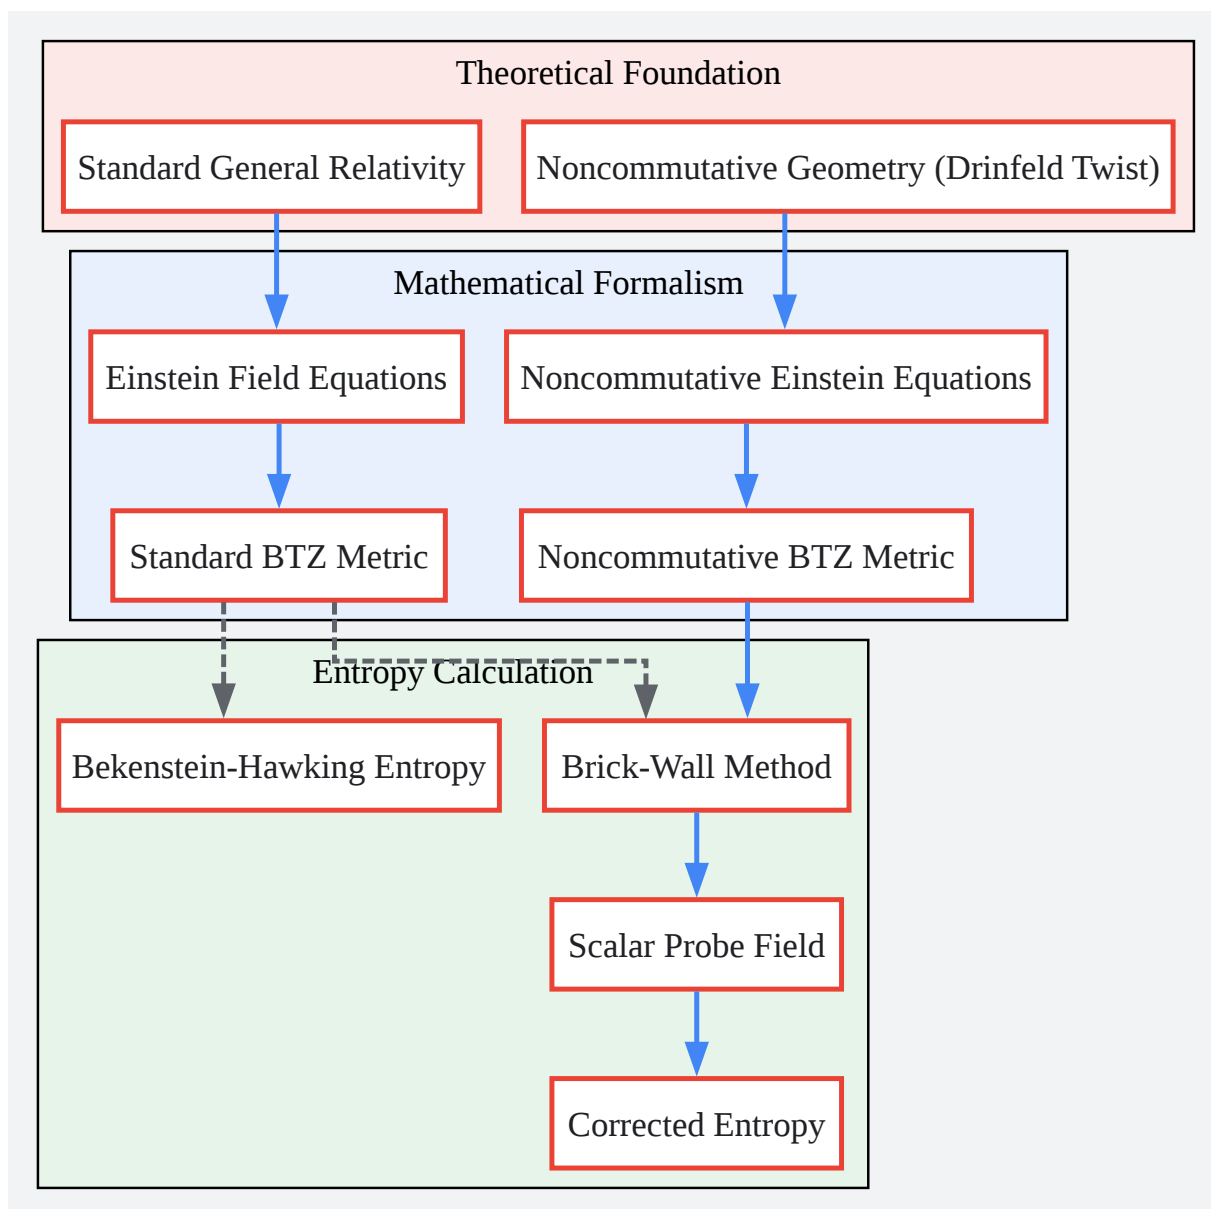 Theoretical Foundation
Standard General Relativity
Noncommutative Geometry (Drinfeld Twist)
Mathematical Formalism
Einstein Field Equations
Noncommutative Einstein Equations
Standard BTZ Metric
Noncommutative BTZ Metric
Entropy Calculation
Bekenstein-Hawking Entropy
Brick-Wall Method
Scalar Probe Field
Corrected Entropy